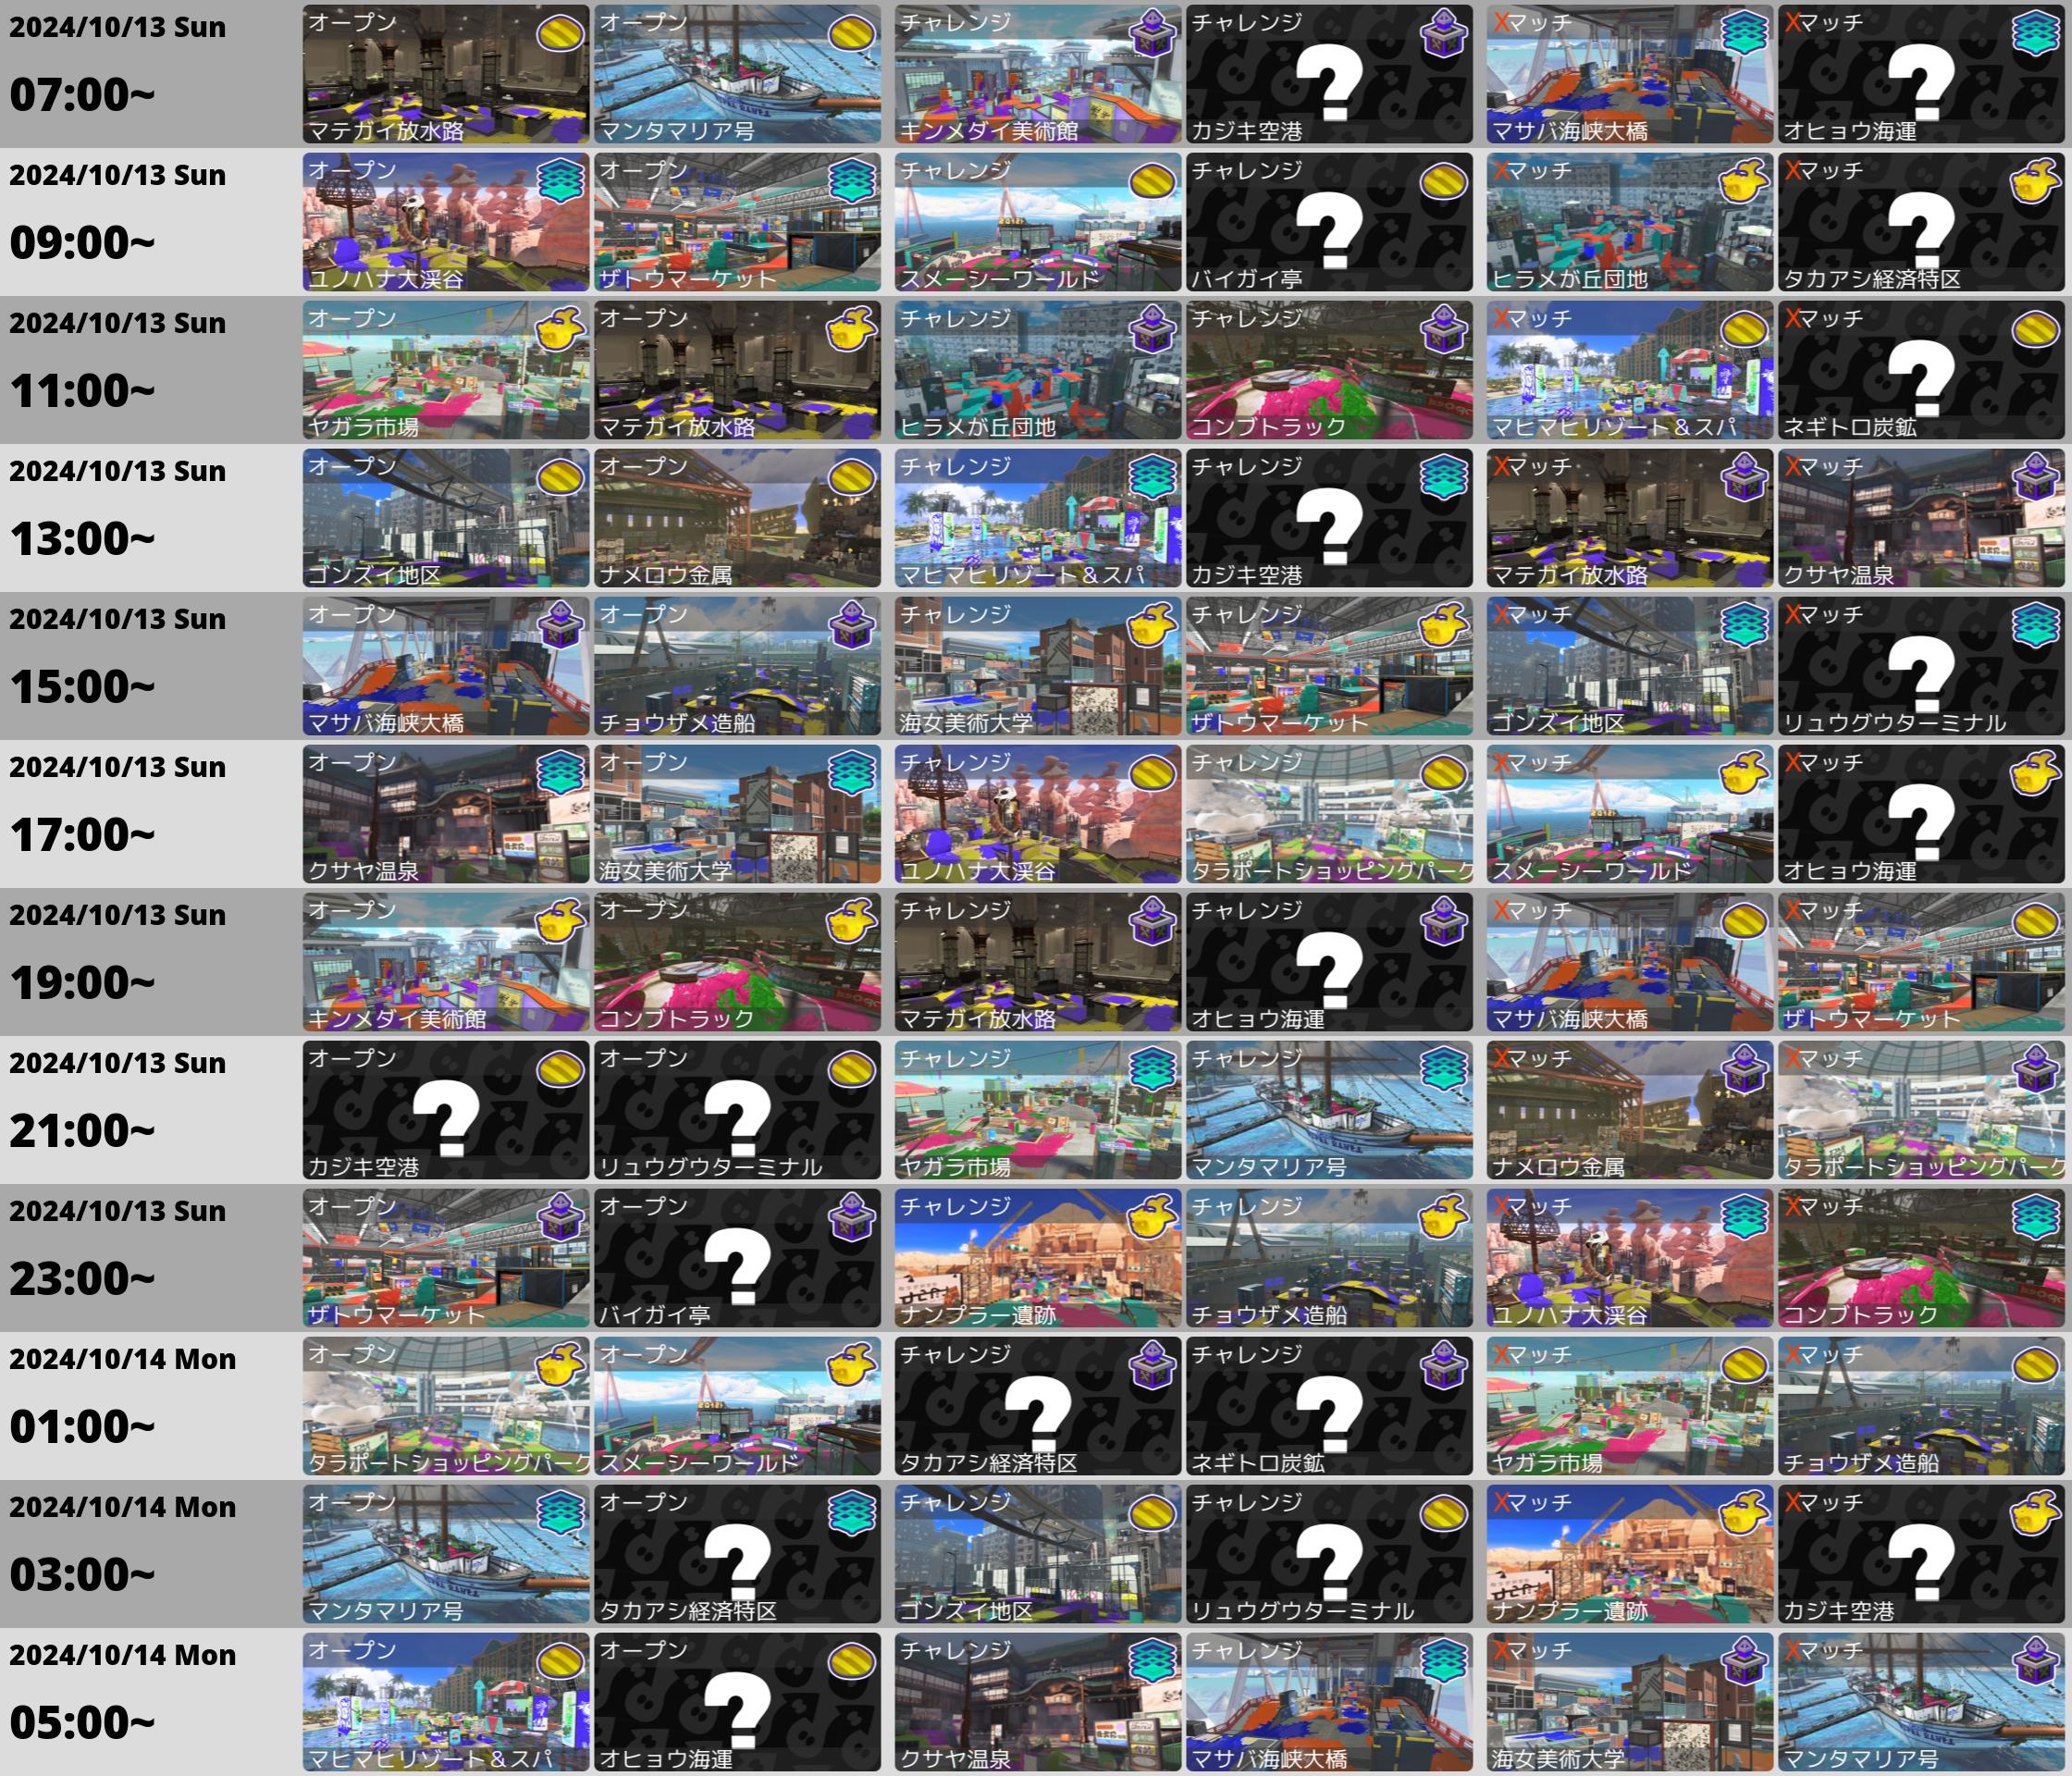 2024/10/13 Sun
07:00~
オープン
マテガイ放水路
オープン
マンタマリア号
チャレンジ
キンメダイ美術館
チャレンジ
カジキ空港
Xマッチ
マサバ海峡大橋
Xマッチ
オヒョウ海運
2024/10/13 Sun
09:00~
オープン
ユノハナ大渓谷
オープン
ザトウマーケット
チャレンジ
スメーシーワールド
チャレンジ
バイガイ亭
Xマッチ
ヒラメが丘団地
Xマッチ
タカアシ経済特区
2024/10/13 Sun
11:00~
オープン
ヤガラ市場
オープン
マテガイ放水路
チャレンジ
ヒラメが丘団地
チャレンジ
コンブトラック
Xマッチ
マヒマヒリゾート&スパ
Xマッチ
ネギトロ炭鉱
2024/10/13 Sun
13:00~
オープン
ゴンズイ地区
オープン
ナメロウ金属
チャレンジ
マヒマヒリゾート&スパ
チャレンジ
カジキ空港
Xマッチ
マテガイ放水路
Xマッチ
クサヤ温泉
2024/10/13 Sun
15:00~
オープン
マサバ海峡大橋
オープン
チョウザメ造船
チャレンジ
海女美術大学
チャレンジ
ザトウマーケット
Xマッチ
ゴンズイ地区
Xマッチ
リュウグウターミナル
2024/10/13 Sun
17:00~
オープン
クサヤ温泉
オープン
海女美術大学
チャレンジ
ユノハナ大渓谷
チャレンジ
タラポートショッピングパーク
Xマッチ
スメーシーワールド
Xマッチ
オヒョウ海運
2024/10/13 Sun
19:00~
オープン
キンメダイ美術館
オープン
コンブトラック
チャレンジ
マテガイ放水路
チャレンジ
オヒョウ海運
Xマッチ
マサバ海峡大橋
Xマッチ
ザトウマーケット
2024/10/13 Sun
21:00~
オープン
カジキ空港
オープン
リュウグウターミナル
チャレンジ
ヤガラ市場
チャレンジ
マンタマリア号
Xマッチ
ナメロウ金属
Xマッチ
タラポートショッピングパーク
2024/10/13 Sun
23:00~
オープン
ザトウマーケット
オープン
バイガイ亭
チャレンジ
ナンプラー遺跡
チャレンジ
チョウザメ造船
Xマッチ
ユノハナ大渓谷
Xマッチ
コンブトラック
2024/10/14 Mon
01:00~
オープン
タラポートショッピングパーク
オープン
スメーシーワールド
チャレンジ
タカアシ経済特区
チャレンジ
ネギトロ炭鉱
Xマッチ
ヤガラ市場
Xマッチ
チョウザメ造船
2024/10/14 Mon
03:00~
オープン
マンタマリア号
オープン
タカアシ経済特区
チャレンジ
ゴンズイ地区
チャレンジ
リュウグウターミナル
Xマッチ
ナンプラー遺跡
Xマッチ
カジキ空港
2024/10/14 Mon
05:00~
オープン
マヒマヒリゾート&スパ
オープン
オヒョウ海運
チャレンジ
クサヤ温泉
チャレンジ
マサバ海峡大橋
Xマッチ
海女美術大学
Xマッチ
マンタマリア号